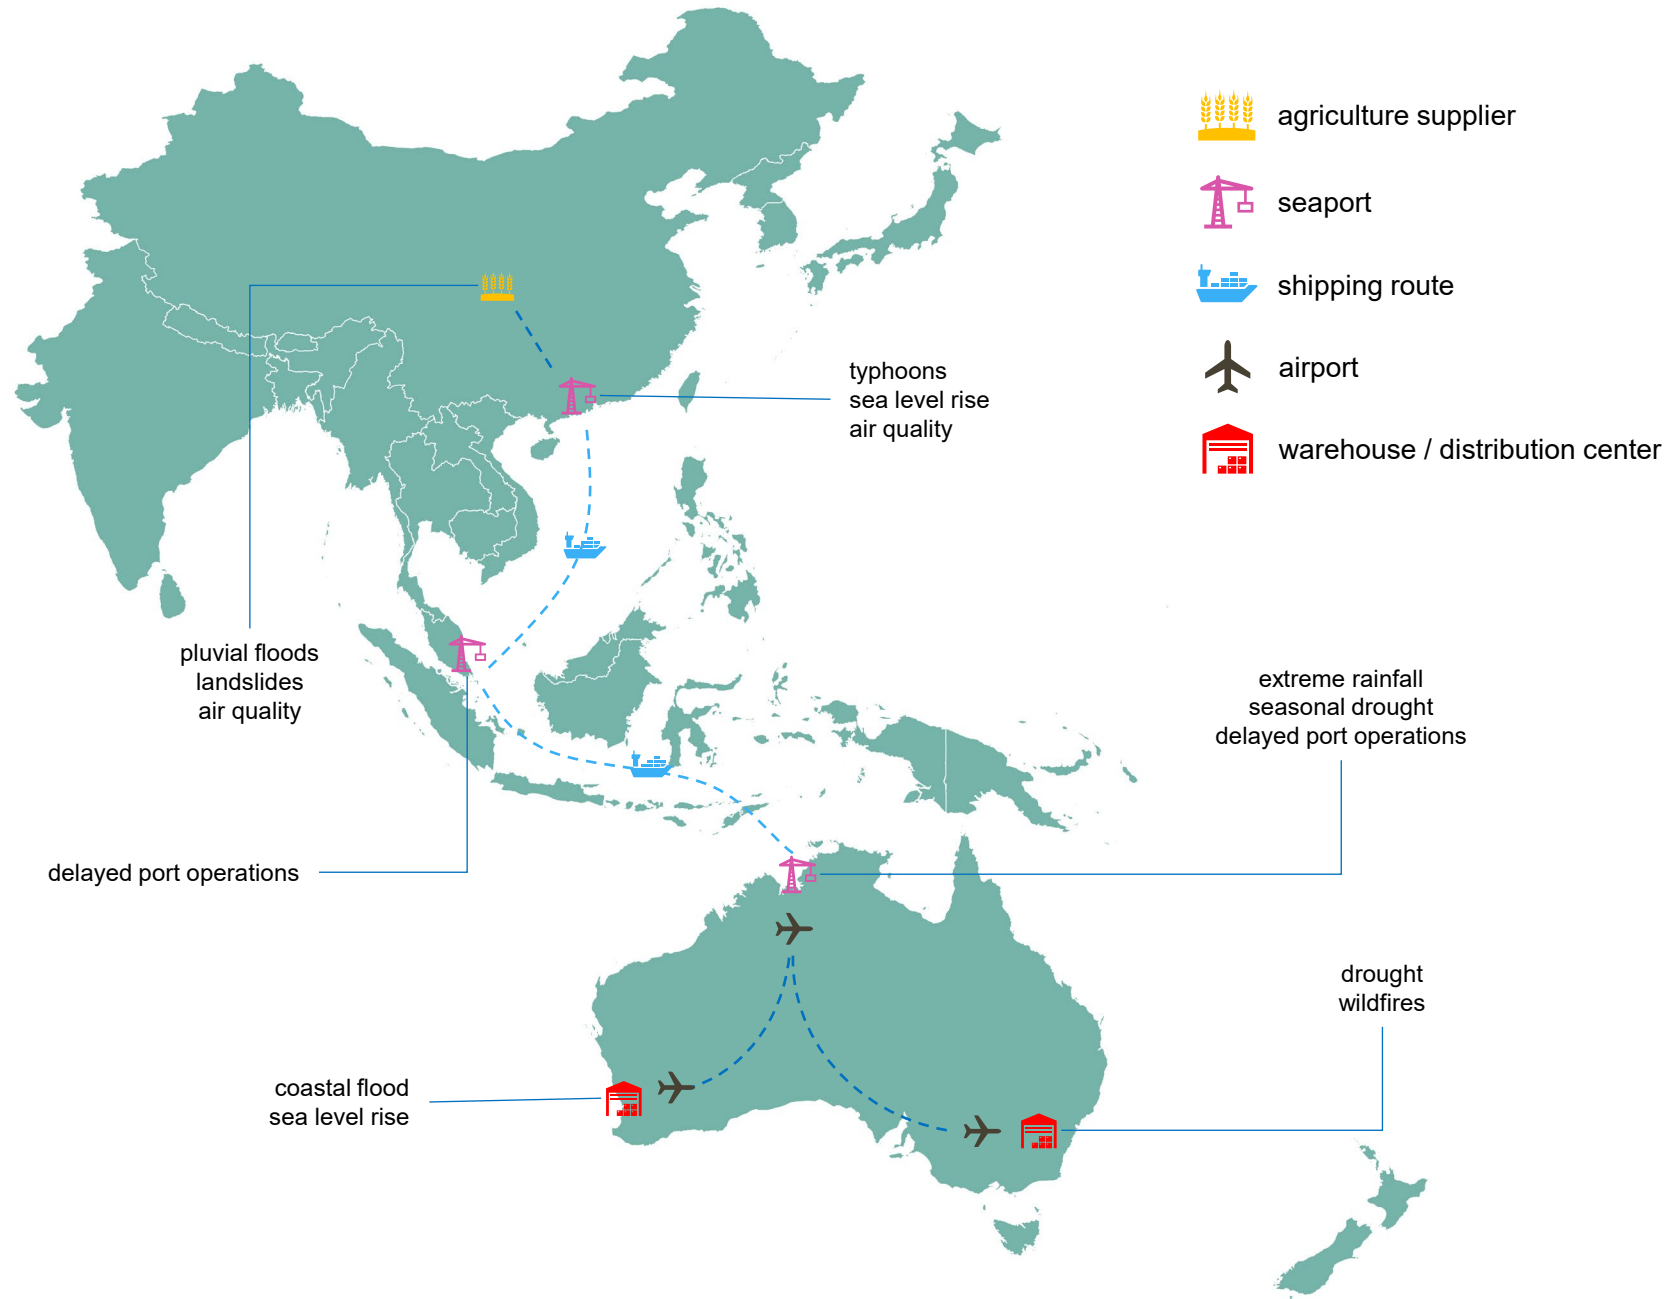 agriculture supplier
seaport
shipping route
airport
warehouse / distribution center
typhoons
sea level rise
air quality
pluvial floods
landslides
air quality
extreme rainfall
seasonal drought
delayed port operations
delayed port operations
drought
wildfires
coastal flood
sea level rise